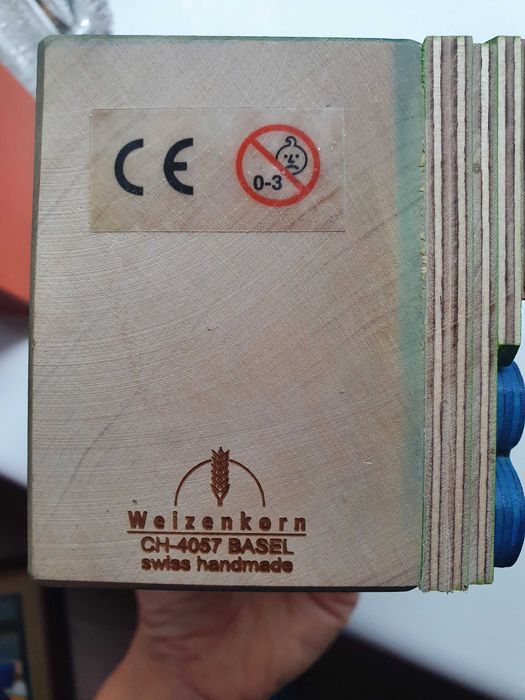 CE
0-3
Weizenkorn
CH-4057 BASEL
swiss handmade